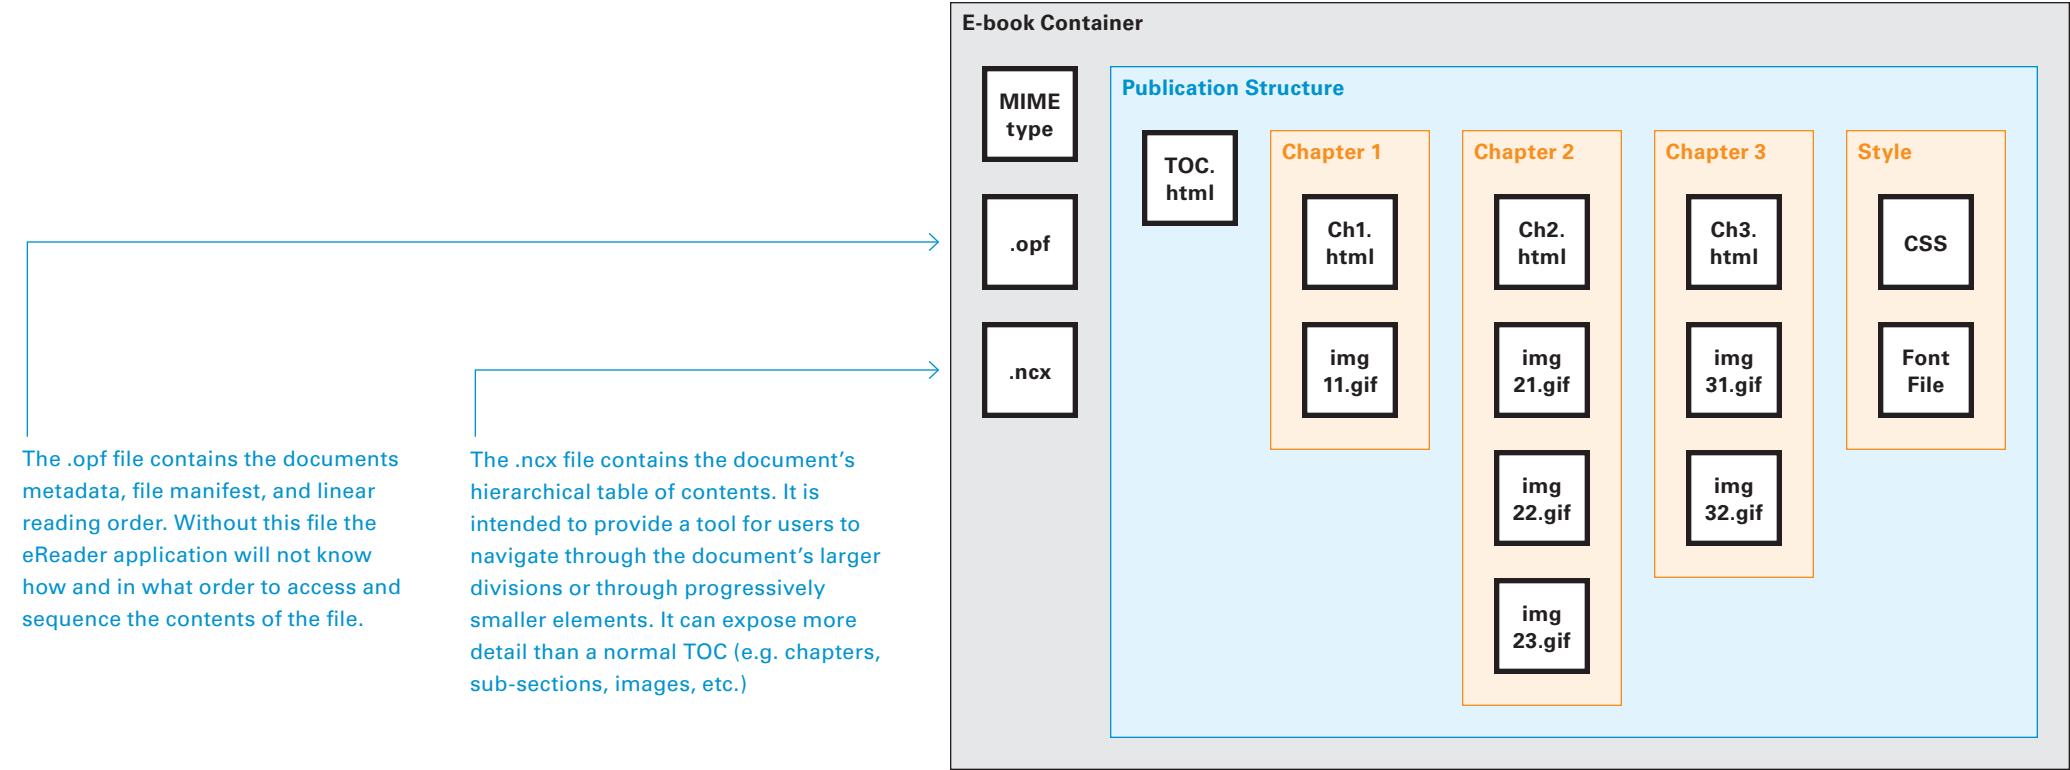 E-book Container
MIME
type
.opf
.ncx
Publication Structure
TOC.
html
Chapter 1
Ch1.
html
img
11.gif
Chapter 2
Ch2.
html
img
21.gif
img
22.gif
img
23.gif
Chapter 3
Ch3.
html
img
31.gif
img
32.gif
Style
CSS
Font
File
The .opf file contains the documents
metadata, file manifest, and linear
reading order. Without this file the
eReader application will not know
how and in what order to access and
sequence the contents of the file.
The .ncx file contains the document’s
hierarchical table of contents. It is
intended to provide a tool for users to
navigate through the document’s larger
divisions or through progressively
smaller elements. It can expose more
detail than a normal TOC (e.g. chapters,
sub-sections, images, etc.)